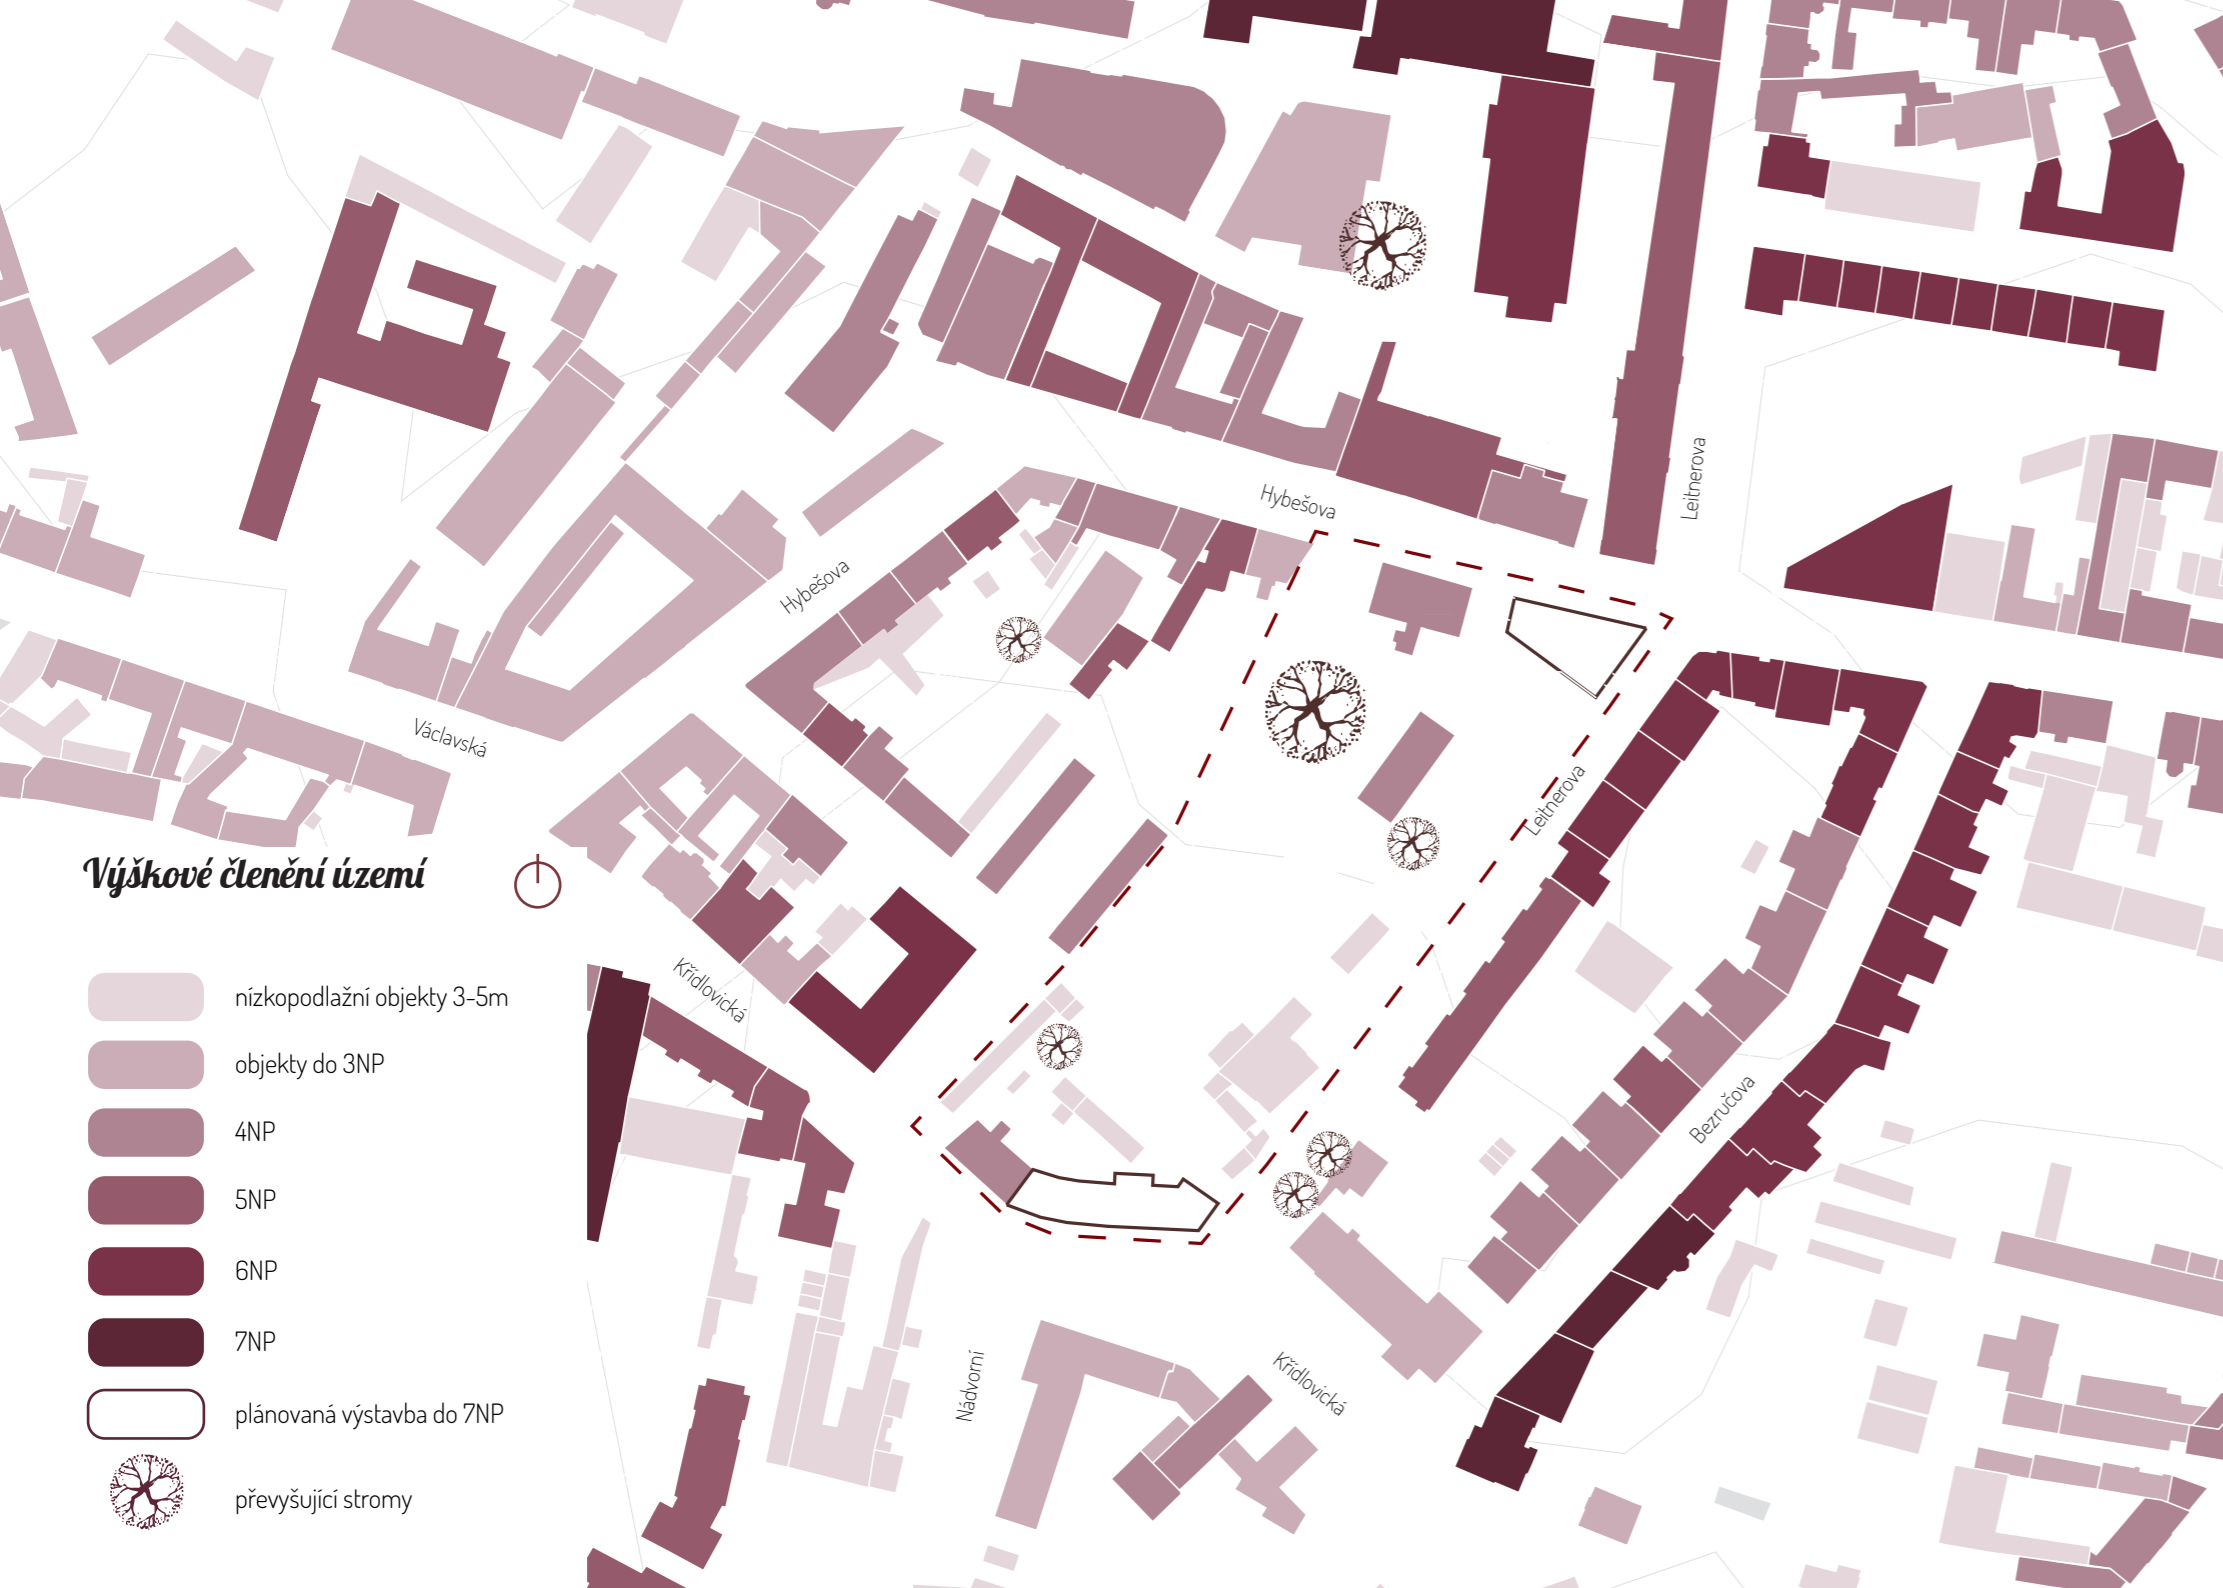 Hybešova
Leitnerova
Hybešova
Václavská
Leitnerova
Výškové členění území
Křídlovická
nízkopodlažní objekty 3-5m
objekty do 3NP
Bezručova
4NP
5NP
6NP
7NP
Nádvorní
Křídlovická
plánovaná výstavba do 7NP
převyšující stromy